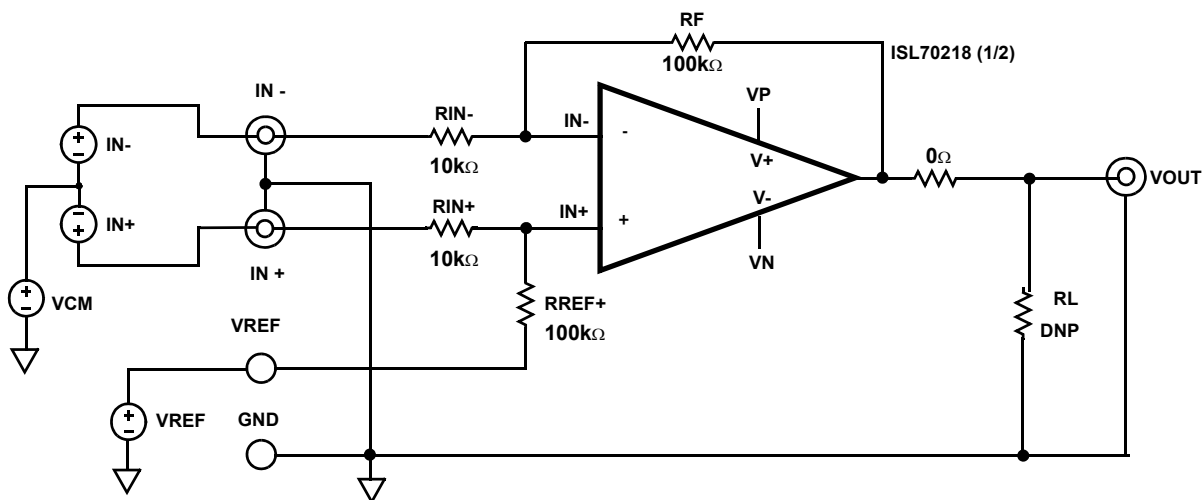 RF
100kΩ
ISL70218 (1/2)
IN -
RIN-
IN-
VP
-
+
-
IN-
10kΩ
V+
0Ω
VOUT
-
+
IN+
RIN+
IN+
+
V-
10kΩ
VN
IN +
+
-
VCM
RREF+
100kΩ
RL
DNP
VREF
+
-
VREF
GND